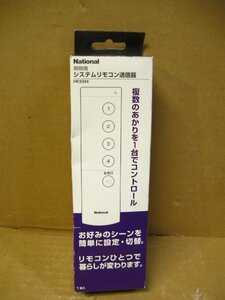 National
照明用
システムリモコン送信器
HK9394
複数のあかりを1台でコントロール
1
2
3
4
全消灯
National
お好みのシーンを
簡単に設定・切替。
リモコンひとつで
暮らしが変わります。